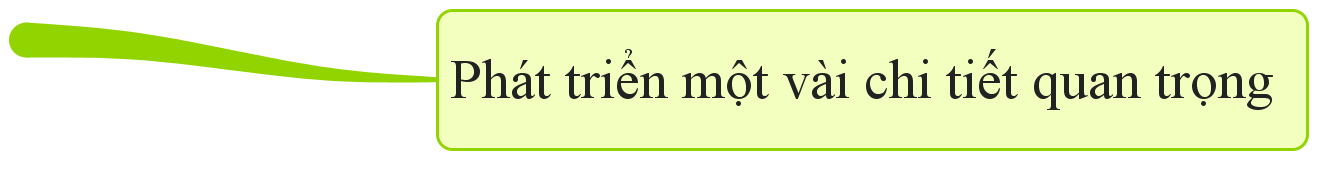 Phát triển một vài chi tiết quan trọng